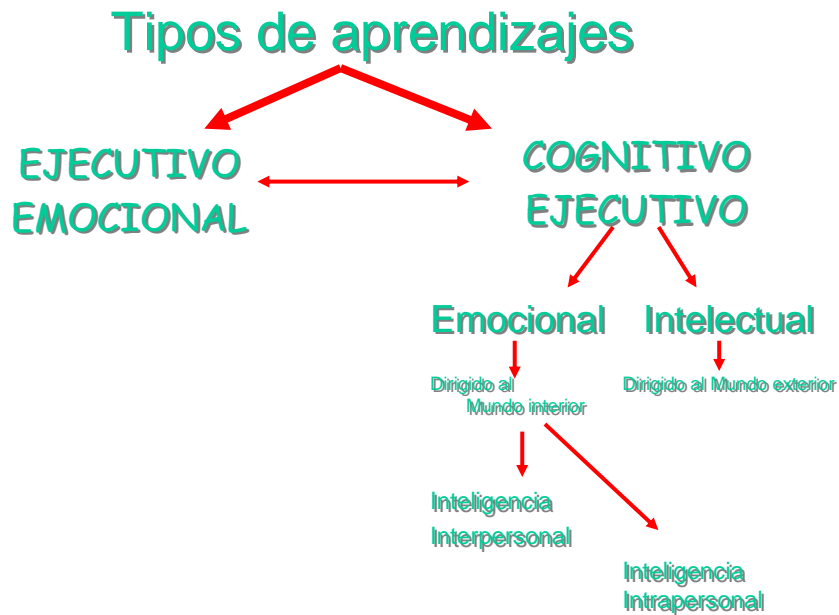 Tipos de aprendizajes
EJECUTIVO
EMOCIONAL
COGNITIVO
EJECUTIVO
Emocional
Intelectual
Dirigido al
Mundo interior
Dirigido al Mundo exterior
Inteligencia
Interpersonal
Inteligencia
Intrapersonal